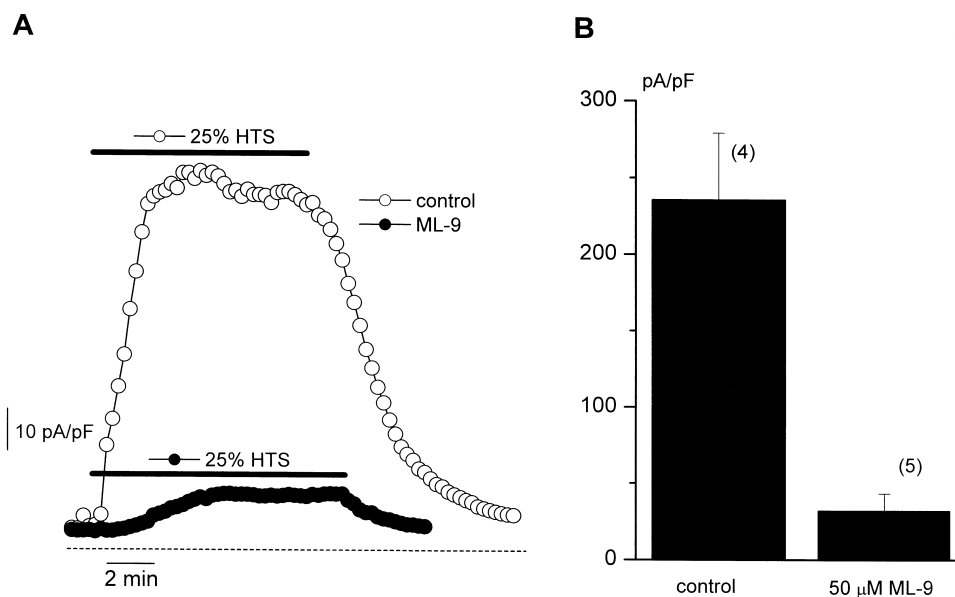 A
25% HTS
control
ML-9
10 pA/pF
25% HTS
2 min
B
pA/pF
300
200
100
0
(4)
(5)
control
50 μM ML-9